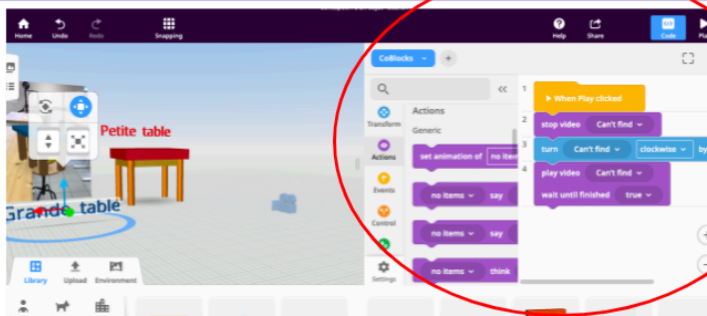 Home Undo Redo Snapping Help Share Code
CoBlocks
Transform
Actions
Events
Control
Settings
Actions
Generic
set animation of no
no items say
no items say
no items think
1
When Play clicked
2
stop video Can't find
3
turn Can't find clockwise by
4
play video Can't find
wait until finished true
Petite table
Grande table
Library Upload Environment